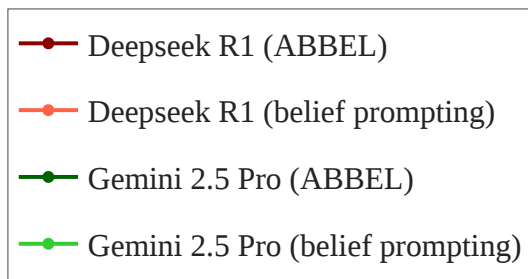 Deepseek R1 (ABBEL)
Deepseek R1 (belief prompting)
Gemini 2.5 Pro (ABBEL)
Gemini 2.5 Pro (belief prompting)